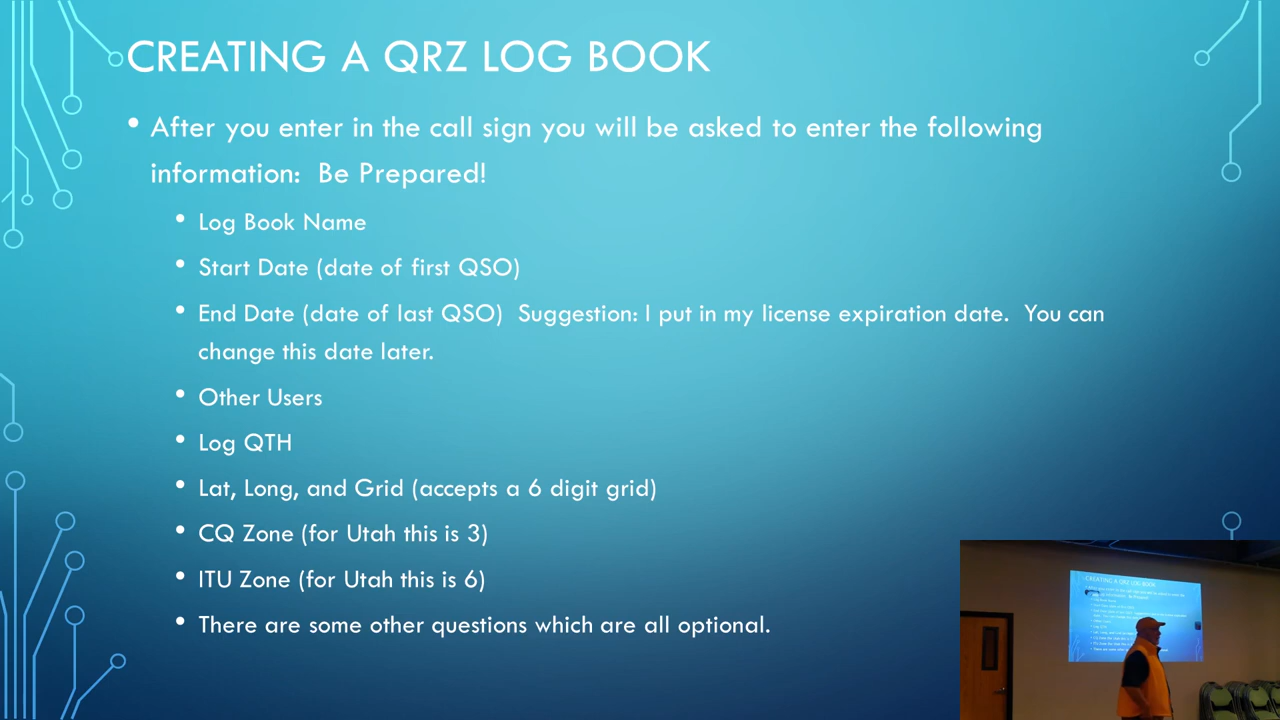 CREATING A QRZ LOG BOOK
• After you enter in the call sign you will be asked to enter the following
information:  Be Prepared!
• Log Book Name
• Start Date (date of first QSO)
• End Date (date of last QSO)  Suggestion: I put in my license expiration date.  You can
change this date later.
• Other Users
• Log QTH
• Lat, Long, and Grid (accepts a 6 digit grid)
• CQ Zone (for Utah this is 3)
• ITU Zone (for Utah this is 6)
• There are some other questions which are all optional.
CREATING A QRZ LOG BOOK